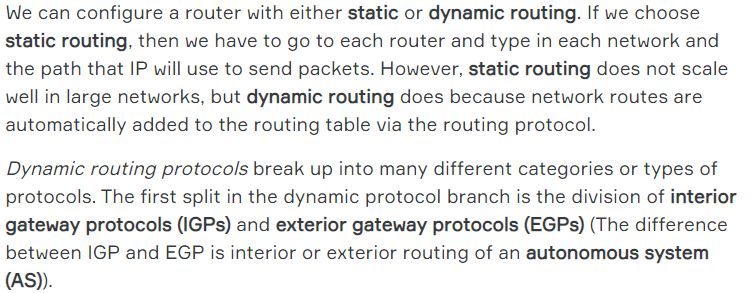 We can configure a router with either static or dynamic routing. If we choose
static routing, then we have to go to each router and type in each network and
the path that IP will use to send packets. However, static routing does not scale
well in large networks, but dynamic routing does because network routes are
automatically added to the routing table via the routing protocol.
Dynamic routing protocols break up into many different categories or types of
protocols. The first split in the dynamic protocol branch is the division of interior
gateway protocols (IGPs) and exterior gateway protocols (EGPs) (The difference
between IGP and EGP is interior or exterior routing of an autonomous system
(AS)).